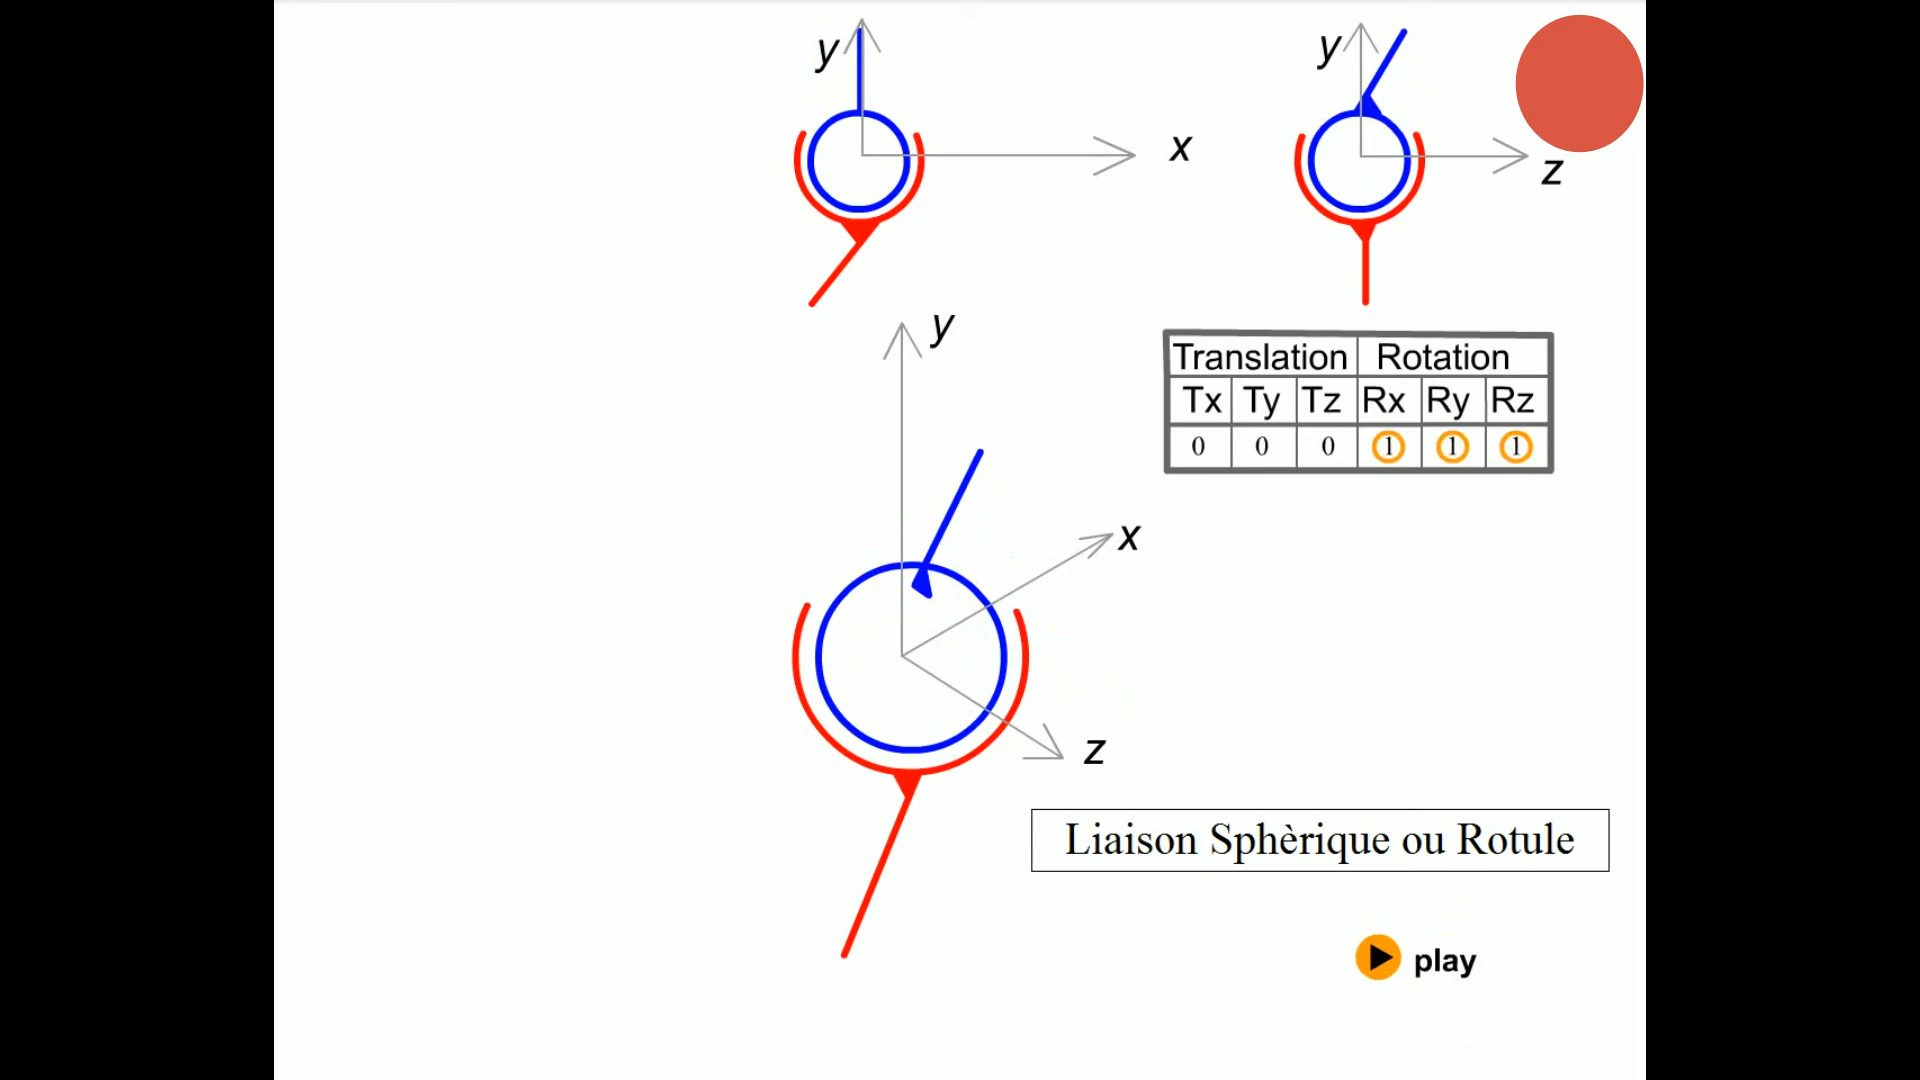 y
x
y
z
y
x
z
Translation Rotation
Tx Ty Tz Rx Ry Rz
0 0 0 1 1 1
Liaison Sphèrique ou Rotule
play